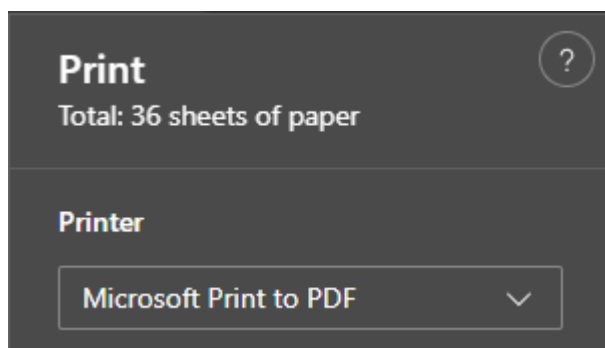 Print
?
Total: 36 sheets of paper
Printer
Microsoft Print to PDF